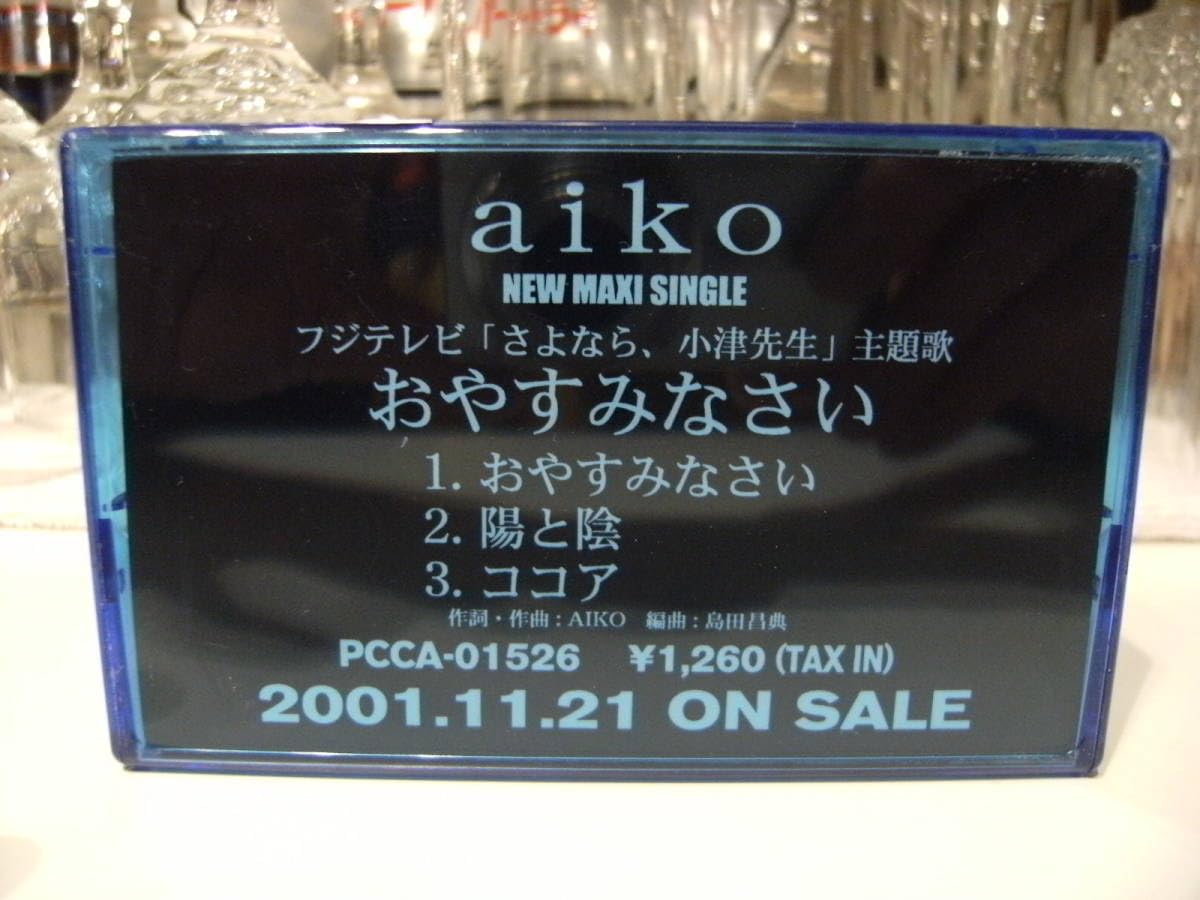 aiko
NEW MAXI SINGLE
フジテレビ「さよなら、小津先生」主題歌
おやすみなさい
1. おやすみなさい
2. 陽と陰
3. ココア
作詞・作曲：AIKO　編曲：島田昌典
PCCA-01526　¥1,260 (TAX IN)
2001.11.21 ON SALE